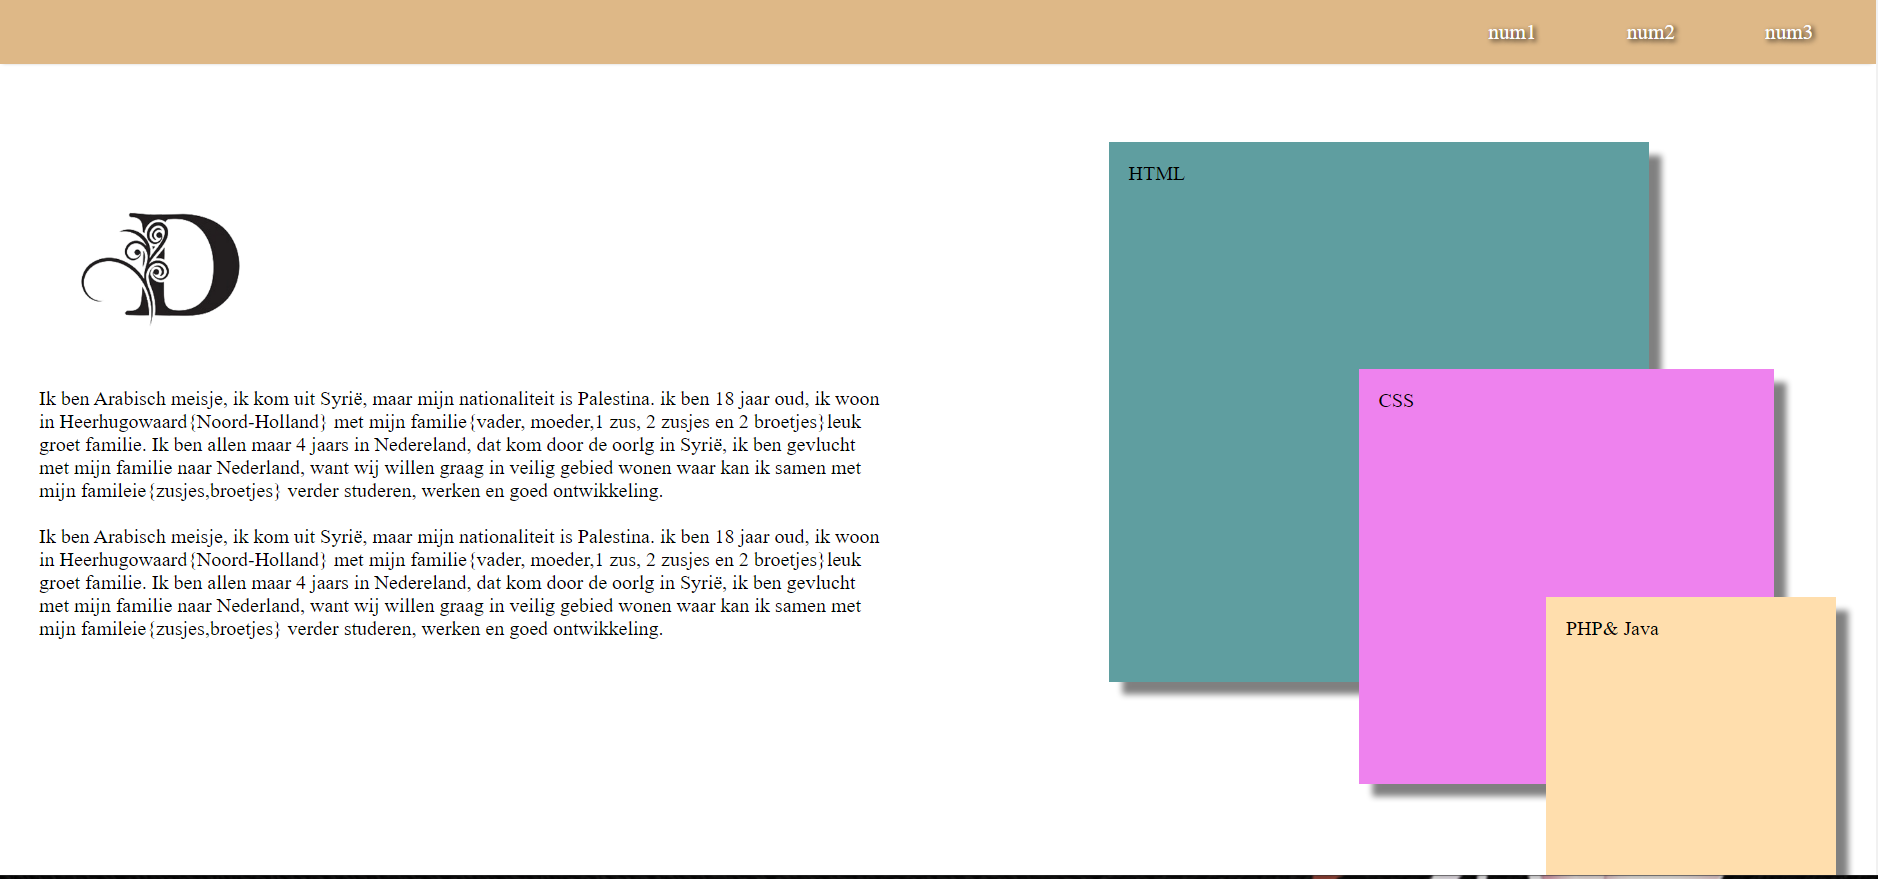 num1 num2 num3
D
Ik ben Arabisch meisje, ik kom uit Syrië, maar mijn nationaliteit is Palestina. ik ben 18 jaar oud, ik woon
in Heerhugowaard{Noord-Holland} met mijn familie{vader, moeder,1 zus, 2 zusjes en 2 broetjes}leuk
groet familie. Ik ben allen maar 4 jaars in Nedereland, dat kom door de oorlg in Syrië, ik ben gevlucht
met mijn familie naar Nederland, want wij willen graag in veilig gebied wonen waar kan ik samen met
mijn fameleie{zusjes,broetjes} verder studeren, werken en goed ontwikkeling.
Ik ben Arabisch meisje, ik kom uit Syrië, maar mijn nationaliteit is Palestina. ik ben 18 jaar oud, ik woon
in Heerhugowaard{Noord-Holland} met mijn familie{vader, moeder,1 zus, 2 zusjes en 2 broetjes}leuk
groet familie. Ik ben allen maar 4 jaars in Nedereland, dat kom door de oorlg in Syrië, ik ben gevlucht
met mijn familie naar Nederland, want wij willen graag in veilig gebied wonen waar kan ik samen met
mijn fameleie{zusjes,broetjes} verder studeren, werken en goed ontwikkeling.
HTML
CSS
PHP& Java